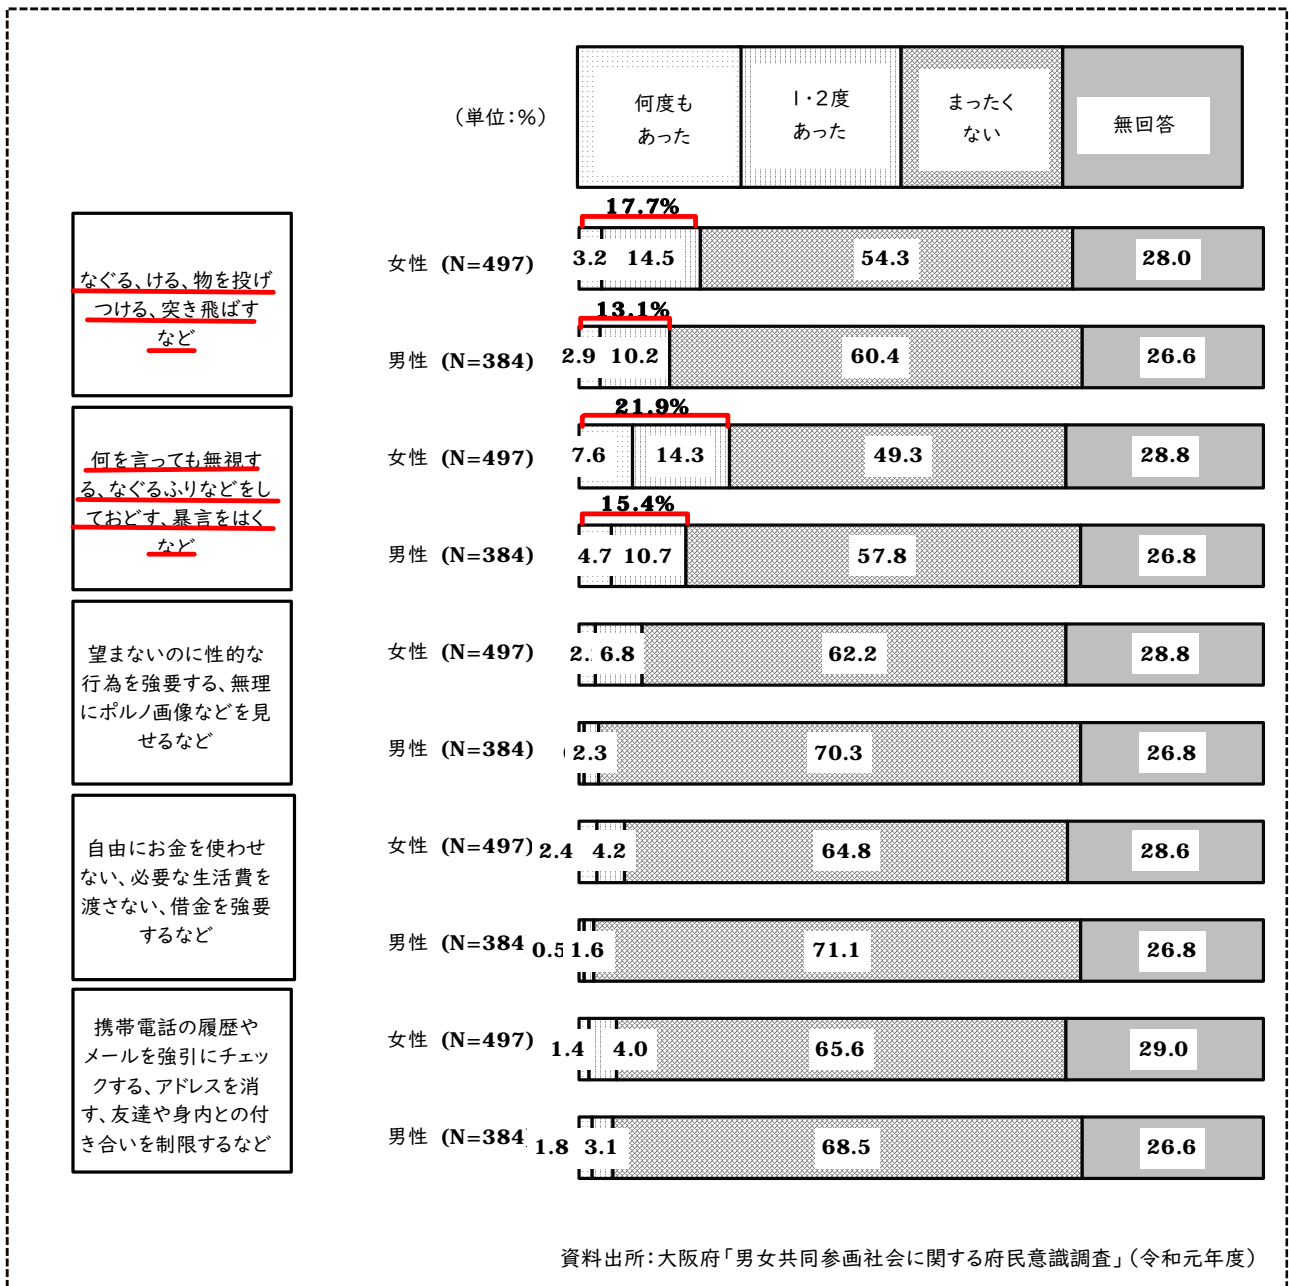 (単位:%)
何度も
あった
1・2度
あった
まったく
ない
無回答
なぐる、ける、物を投げ
つける、突き飛ばす
など
17.7%
女性 (N=497)
3.2 14.5 54.3 28.0
13.1%
男性 (N=384)
2.9 10.2 60.4 26.6
何を言っても無視す
る、なぐるふりなどをし
ておどす、暴言をはく
など
21.9%
女性 (N=497)
7.6 14.3 49.3 28.8
15.4%
男性 (N=384)
4.7 10.7 57.8 26.8
望まないのに性的な
行為を強要する、無理
にポルノ画像などを見
せるなど
女性 (N=497)
6.8 62.2 28.8
男性 (N=384)
2.3 70.3 26.8
自由にお金を使わせ
ない、必要な生活費を
渡さない、借金を強要
するなど
女性 (N=497)
2.4 4.2 64.8 28.6
男性 (N=384
0.5 1.6 71.1 26.8
携帯電話の履歴や
メールを強引にチェッ
クする、アドレスを消
す、友達や身内との付
き合いを制限するなど
女性 (N=497)
1.4 4.0 65.6 29.0
男性 (N=384)
1.8 3.1 68.5 26.6
資料出所:大阪府「男女共同参画社会に関する府民意識調査」(令和元年度)